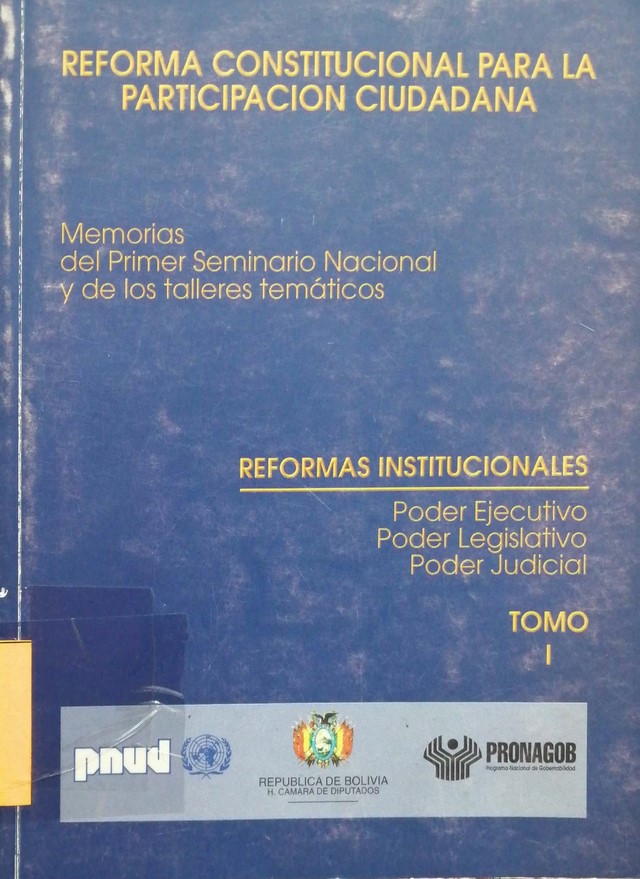 REFORMA CONSTITUCIONAL PARA LA
PARTICIPACION CIUDADANA
Memorias
del Primer Seminario Nacional
y de los talleres temáticos
REFORMAS INSTITUCIONALES
Poder Ejecutivo
Poder Legislativo
Poder Judicial
TOMO
I
pnud
REPUBLICA DE BOLIVIA
H. CAMARA DE DIPUTADOS
PRONAGOB
Programa Nacional de Gobernabilidad